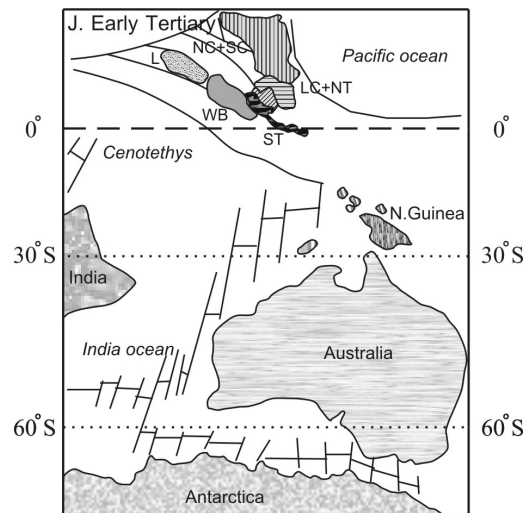 J. Early Tertiary
NC+SC
Pacific ocean
L
LC+NT
WB
0° 0°
ST
Cenotethys
N.Guinea
30°S 30°S
India
India ocean
Australia
60°S 60°S
Antarctica